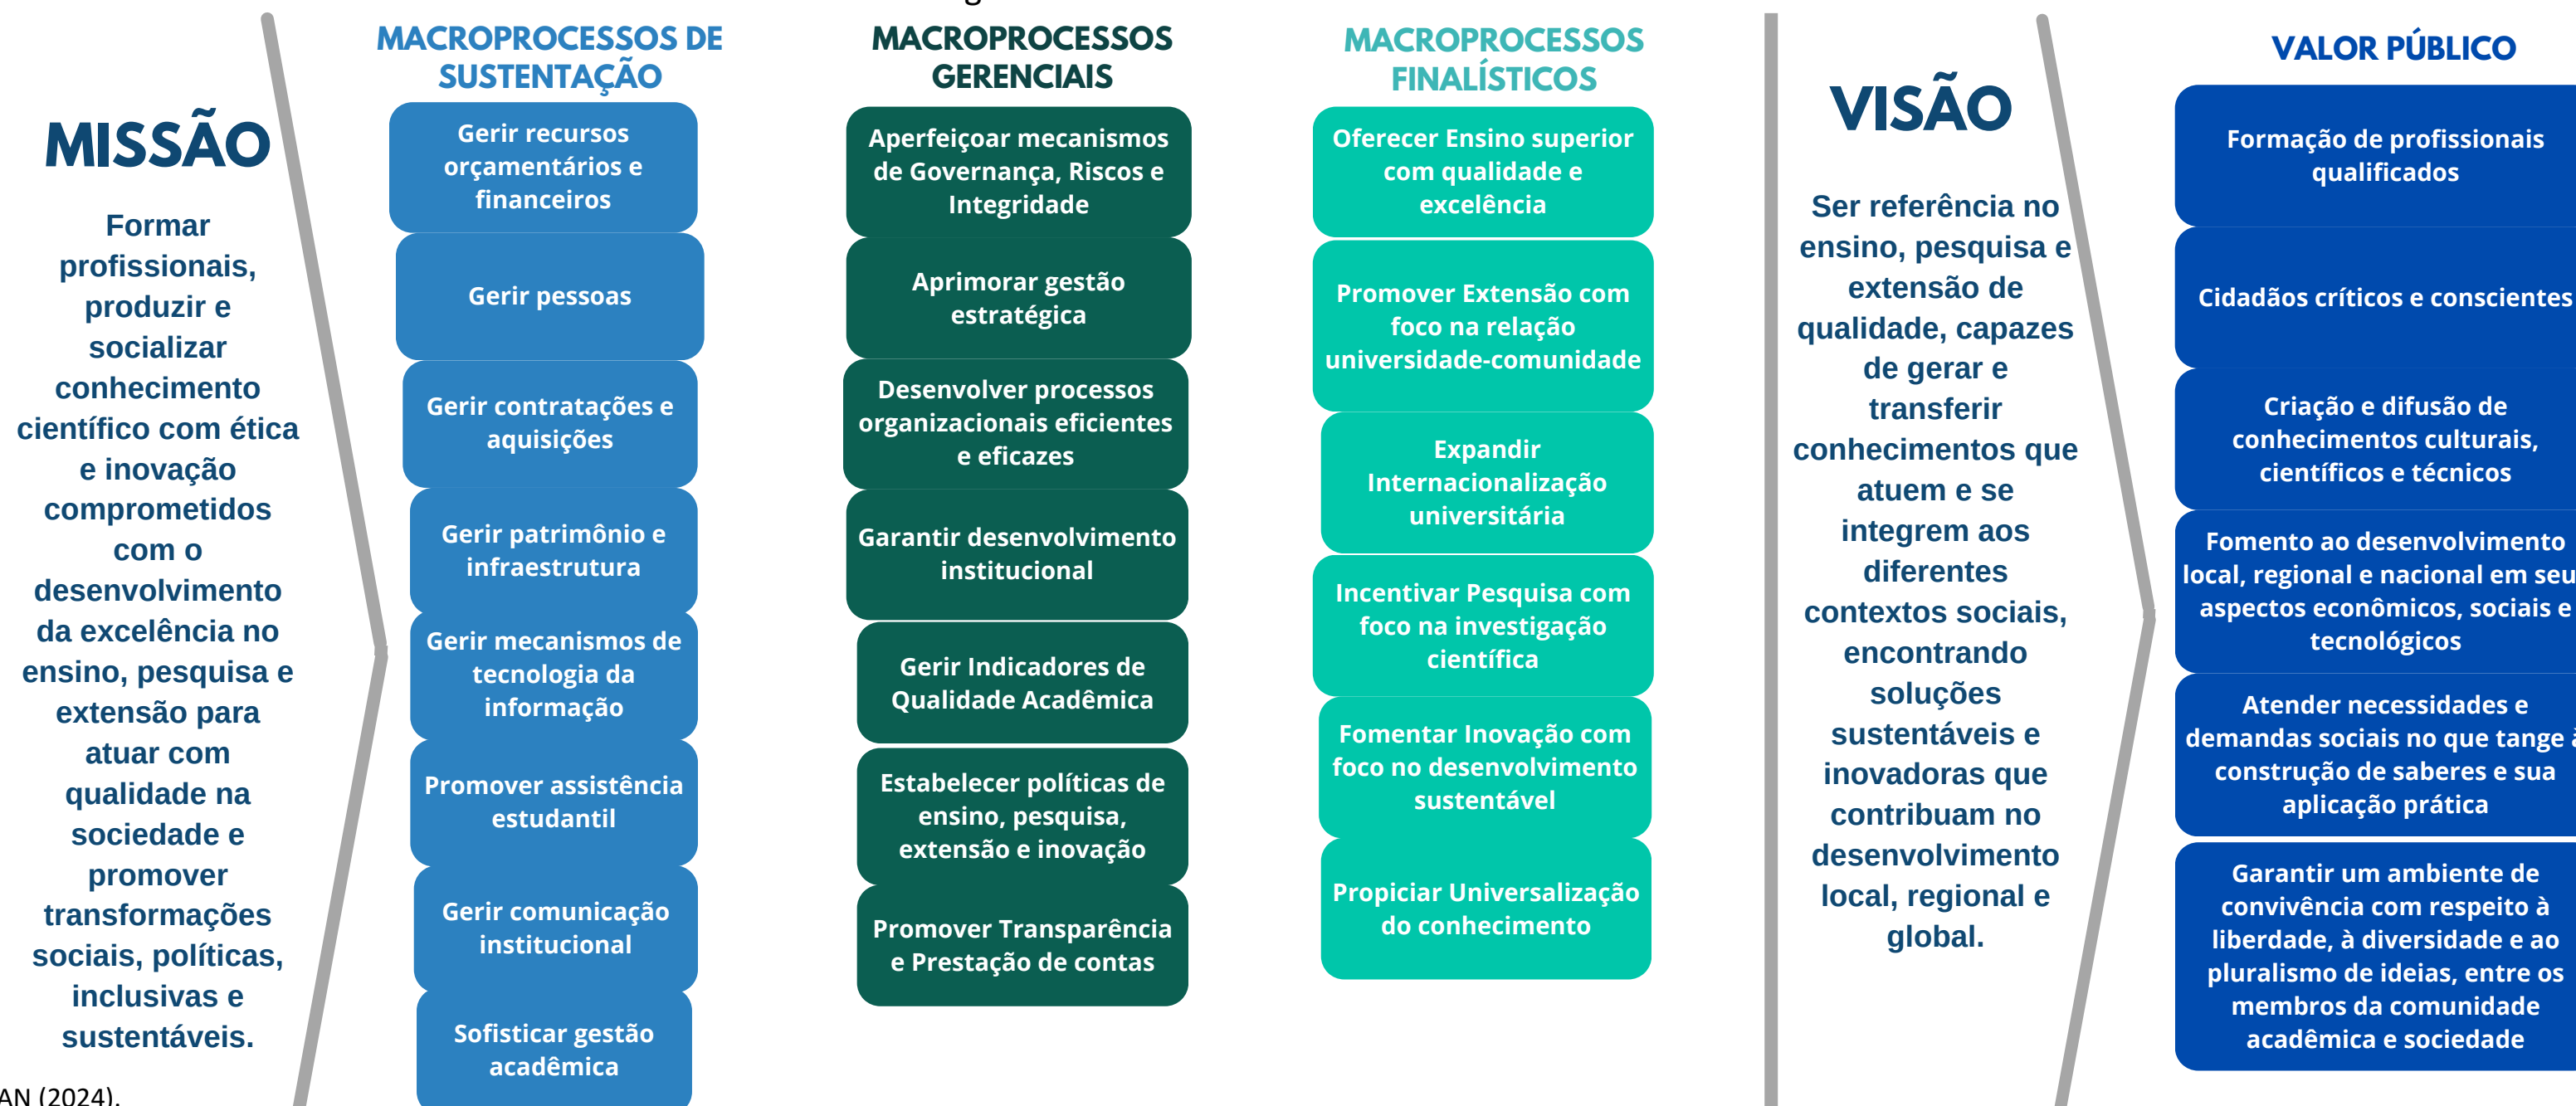 MISSÃO
Formar
profissionais,
produzir e
socializar
conhecimento
científico com ética
e inovação
comprometidos
com o
desenvolvimento
da excelência no
ensino, pesquisa e
extensão para
atuar com
qualidade na
sociedade e
promover
transformações
sociais, políticas,
inclusivas e
sustentáveis.
MACROPROCESSOS DE
SUSTENTAÇÃO
Gerir recursos
orçamentários e
financeiros
Gerir pessoas
Gerir contratações e
aquisições
Gerir patrimônio e
infraestrutura
Gerir mecanismos de
tecnologia da
informação
Promover assistência
estudantil
Gerir comunicação
institucional
Sofisticar gestão
acadêmica
MACROPROCESSOS
GERENCIAIS
Aperfeiçoar mecanismos
de Governança, Riscos e
Integridade
Aprimorar gestão
estratégica
Desenvolver processos
organizacionais eficientes
e eficazes
Garantir desenvolvimento
institucional
Gerir Indicadores de
Qualidade Acadêmica
Estabelecer políticas de
ensino, pesquisa,
extensão e inovação
Promover Transparência
e Prestação de contas
MACROPROCESSOS
FINALÍSTICOS
Oferecer Ensino superior
com qualidade e
excelência
Promover Extensão com
foco na relação
universidade-comunidade
Expandir
Internacionalização
universitária
Incentivar Pesquisa com
foco na investigação
científica
Fomentar Inovação com
foco no desenvolvimento
sustentável
Propiciar Universalização
do conhecimento
VISÃO
Ser referência no
ensino, pesquisa e
extensão de
qualidade, capazes
de gerar e
transferir
conhecimentos que
atuem e se
integrem aos
diferentes
contextos sociais,
encontrando
soluções
sustentáveis e
inovadoras que
contribuam no
desenvolvimento
local, regional e
global.
VALOR PÚBLICO
Formação de profissionais
qualificados
Cidadãos críticos e conscientes
Criação e difusão de
conhecimentos culturais,
científicos e técnicos
Fomento ao desenvolvimento
local, regional e nacional em seu
aspectos econômicos, sociais e
tecnológicos
Atender necessidades e
demandas sociais no que tange
construção de saberes e sua
aplicação prática
Garantir um ambiente de
convivência com respeito à
liberdade, à diversidade e ao
pluralismo de ideias, entre os
membros da comunidade
acadêmica e sociedade
AN (2024).